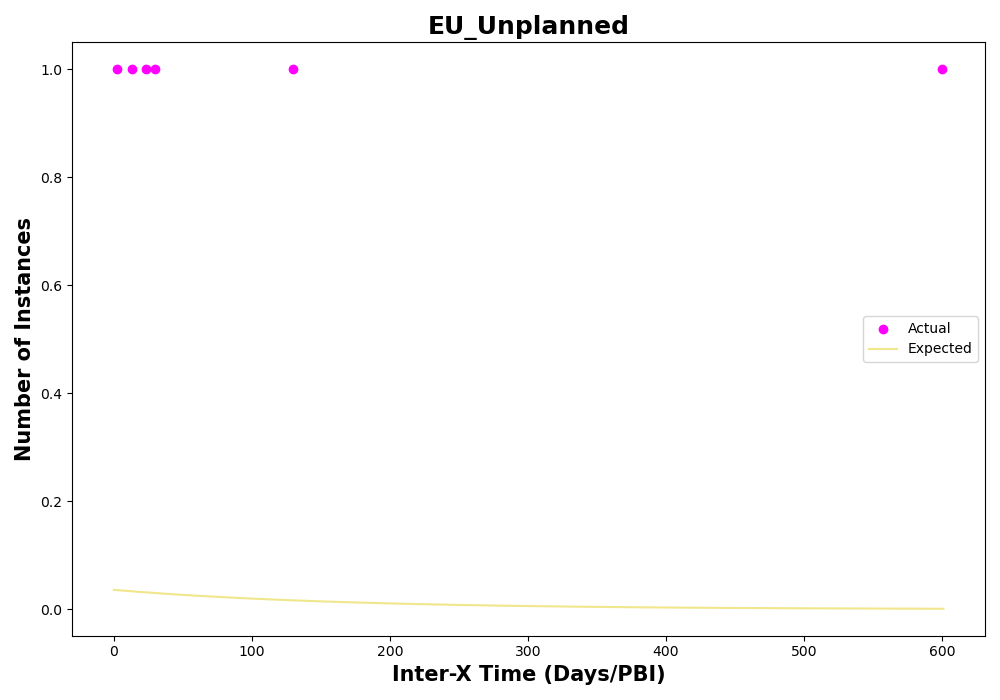 EU_Unplanned
Number of Instances
1.0
0.8
0.6
0.4
0.2
0.0
Actual
Expected
0 100 200 300 400 500 600
Inter-X Time (Days/PBI)